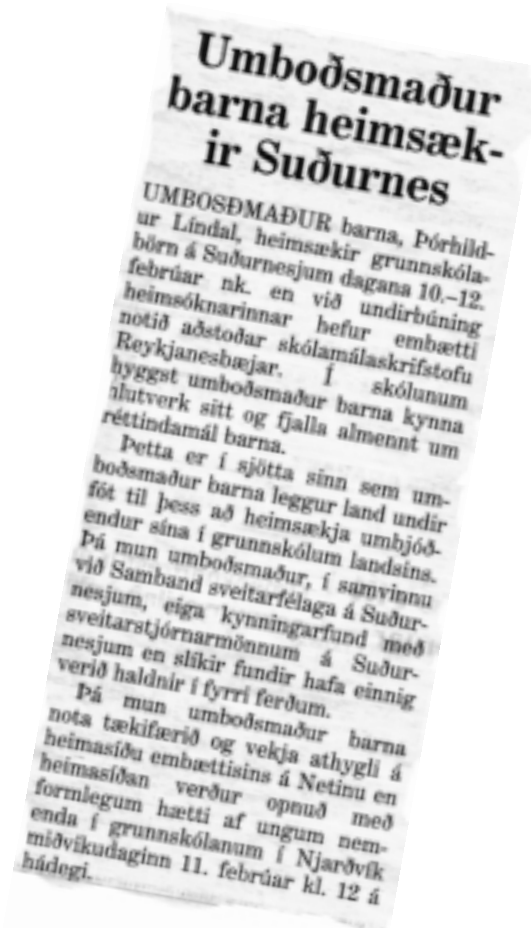 Umboðsmaður
barna heimsæk-
ir Suðurnes
UMBOSÐMAÐUR barna, Þórhild-
ur Líndal, heimsækir grunnskóla-
börn á Suðurnesjum dagana 10.–12.
febrúar nk. en við undirbúning
heimsóknarinnar hefur embætti
notið aðstoðar skólamálaskrifstofu
Reykjanesbæjar. Í skólunum
hyggst umboðsmaður barna kynna
hlutverk sitt og fjalla almennt um
réttindamál barna.
Þetta er í sjötta sinn sem um-
boðsmaður barna leggur land undir
fót til þess að heimsækja umbjóð-
endur sína í grunnskólum landsins.
Þá mun umboðsmaður, í samvinnu
við Samband sveitarfélaga á Suður-
nesjum, eiga kynningarfund með
sveitarstjórnarmönnum á Suður-
nesjum en slíkir fundir hafa einnig
verið haldnir í fyrri ferðum.
Þá mun umboðsmaður barna
nota tækifærið og vekja athygli á
heimasíðu embættisins á Netinu en
heimasíðan verður opnuð með
formlegum hætti af ungum nem-
enda í grunnskólanum í Njarðvík
miðvikudaginn 11. febrúar kl. 12 á
hádegi.